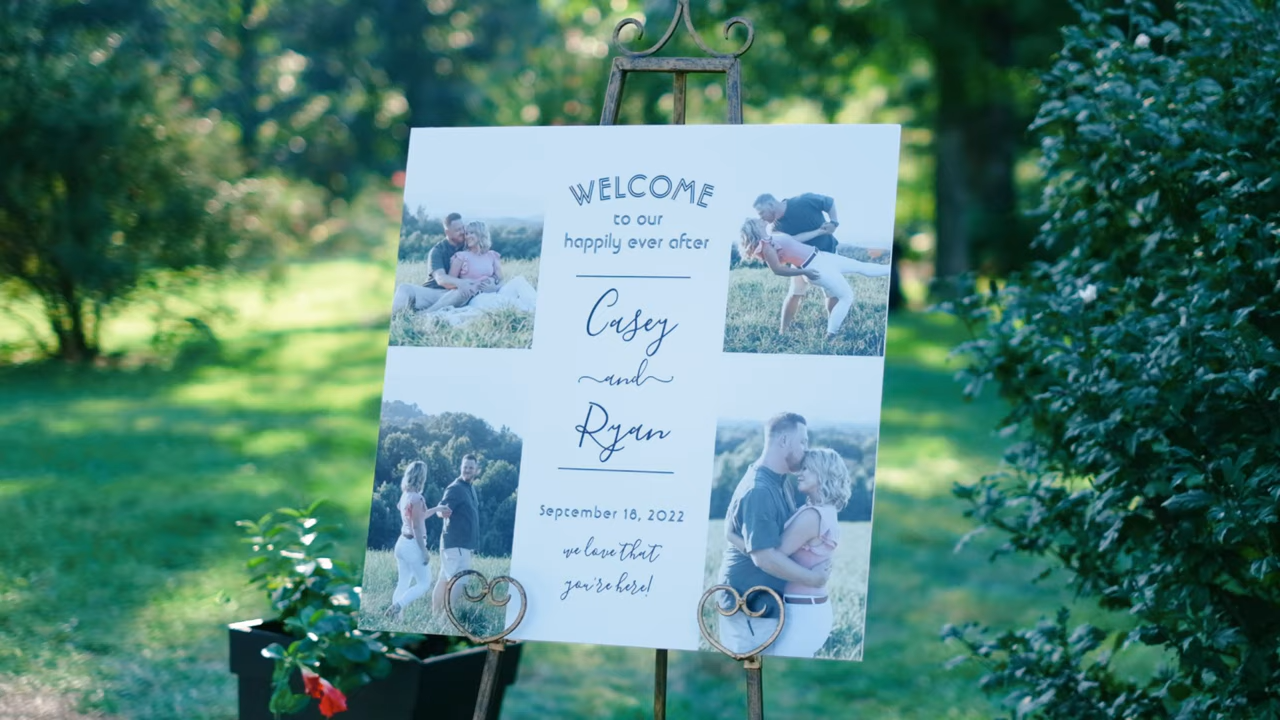 WELCOME
to our
happily ever after
Casey
and
Ryan
September 18, 2022
we love that
you're here!